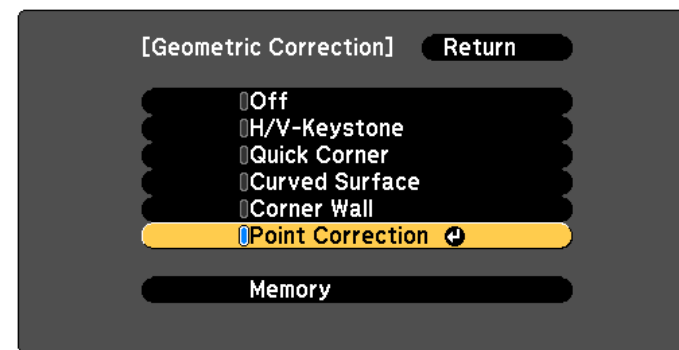 [Geometric Correction] Return
Off
H/V-Keystone
Quick Corner
Curved Surface
Corner Wall
Point Correction
Memory